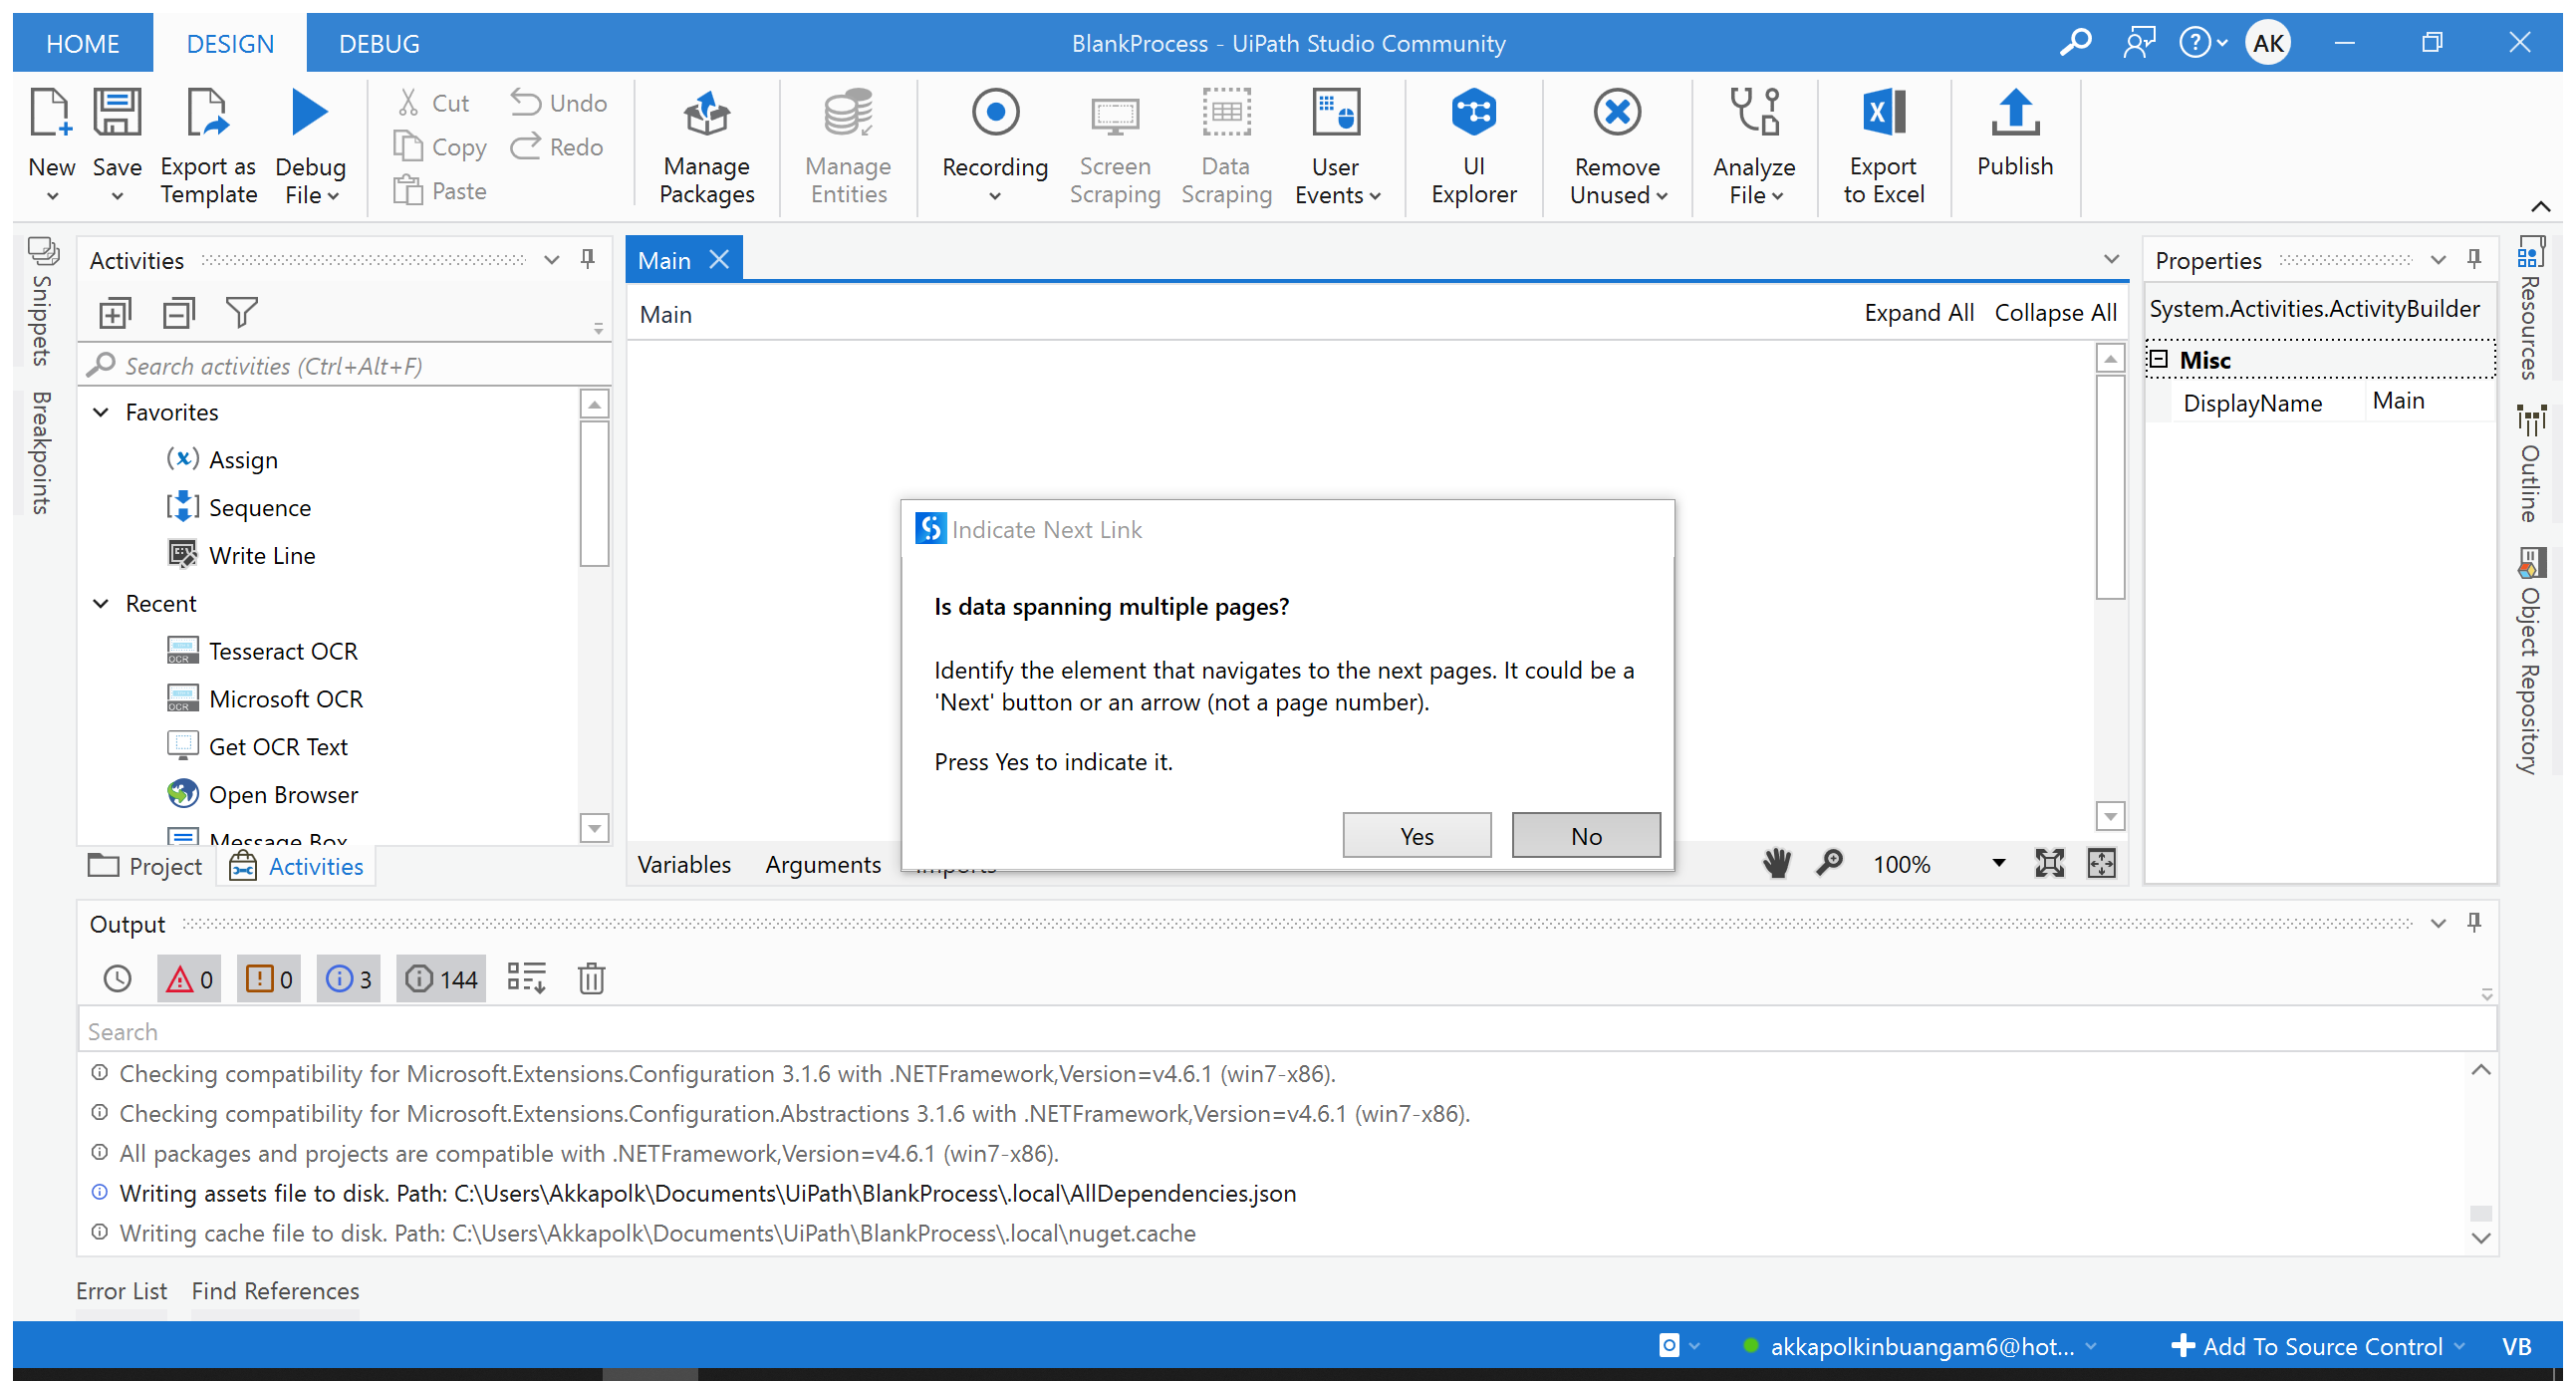 HOME DESIGN DEBUG BlankProcess - UiPath Studio Community AK
New Save Export as Template Debug File
Cut Undo
Copy Redo
Paste
Manage Packages
Manage Entities
Recording
Screen Scraping
Data Scraping
User Events
UI Explorer
Remove Unused
Analyze File
Export to Excel
Publish
Snippets
Breakpoints
Activities
Search activities (Ctrl+Alt+F)
Favorites
Assign
Sequence
Write Line
Recent
Tesseract OCR
Microsoft OCR
Get OCR Text
Open Browser
Message Box
Project Activities
Main
Main Expand All Collapse All
Indicate Next Link
Is data spanning multiple pages?
Identify the element that navigates to the next pages. It could be a
'Next' button or an arrow (not a page number).
Press Yes to indicate it.
Yes No
Variables Arguments Imports 100%
Properties
System.Activities.ActivityBuilder
Misc
DisplayName Main
Resources
Outline
Object Repository
Output
0 0 3 144
Search
Checking compatibility for Microsoft.Extensions.Configuration 3.1.6 with .NETFramework,Version=v4.6.1 (win7-x86).
Checking compatibility for Microsoft.Extensions.Configuration.Abstractions 3.1.6 with .NETFramework,Version=v4.6.1 (win7-x86).
All packages and projects are compatible with .NETFramework,Version=v4.6.1 (win7-x86).
Writing assets file to disk. Path: C:\Users\Akkapolk\Documents\UiPath\BlankProcess\.local\AllDependencies.json
Writing cache file to disk. Path: C:\Users\Akkapolk\Documents\UiPath\BlankProcess\.local\nuget.cache
Error List Find References
akkapolkinbuangam6@hot... Add To Source Control VB